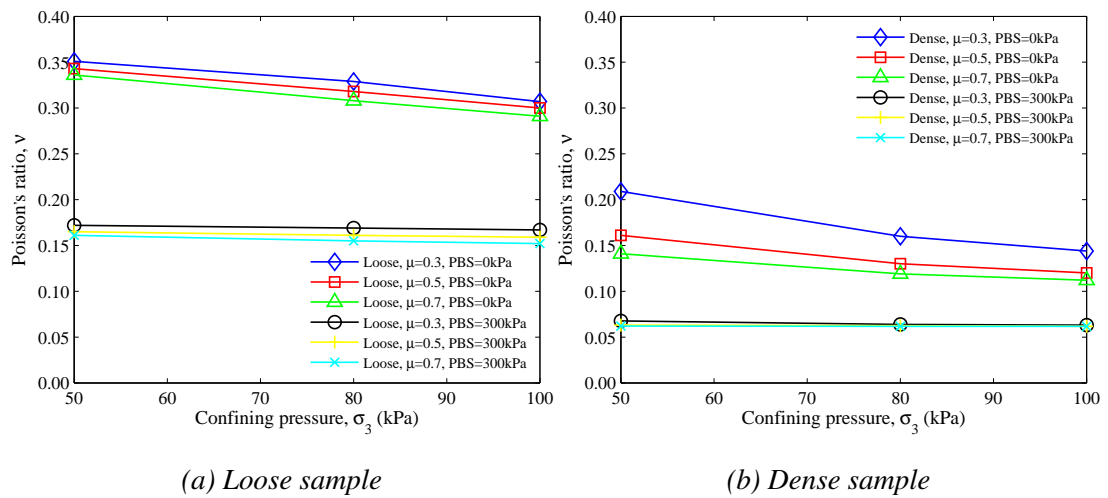 0.40
0.35
0.30
0.25
0.20
0.15
0.10
0.05
0.00
Poisson's ratio, ν
Loose, μ=0.3, PBS=0kPa
Loose, μ=0.5, PBS=0kPa
Loose, μ=0.7, PBS=0kPa
Loose, μ=0.3, PBS=300kPa
Loose, μ=0.5, PBS=300kPa
Loose, μ=0.7, PBS=300kPa
50 60 70 80 90 100
Confining pressure, σ3 (kPa)
(a) Loose sample
0.40
0.35
0.30
0.25
0.20
0.15
0.10
0.05
0.00
Poisson's ratio, ν
Dense, μ=0.3, PBS=0kPa
Dense, μ=0.5, PBS=0kPa
Dense, μ=0.7, PBS=0kPa
Dense, μ=0.3, PBS=300kPa
Dense, μ=0.5, PBS=300kPa
Dense, μ=0.7, PBS=300kPa
50 60 70 80 90 100
Confining pressure, σ3 (kPa)
(b) Dense sample